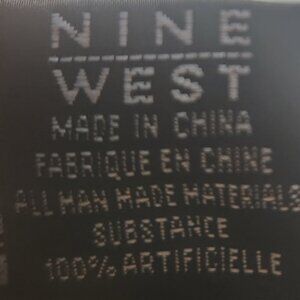 NINE
WEST
MADE IN CHINA
FABRIQUE EN CHINE
ALL MAN MADE MATERIALS
SUBSTANCE
100% ARTIFICIELLE